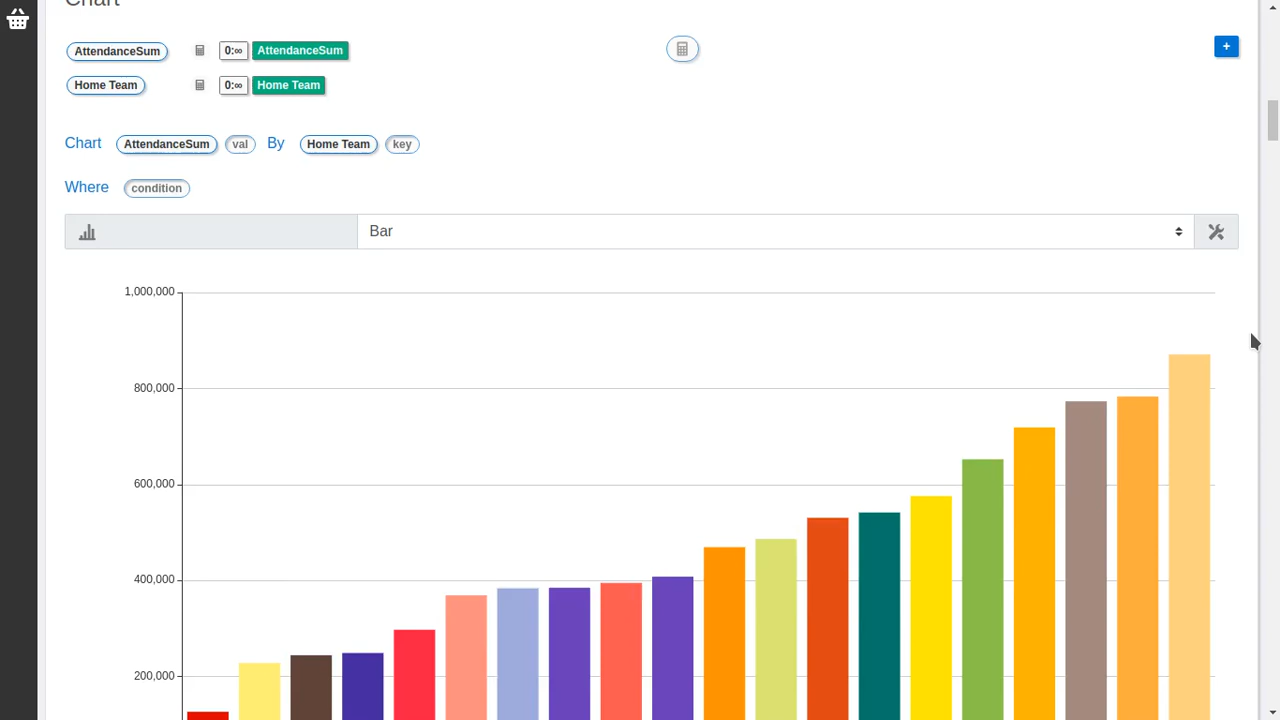 Chart
AttendanceSum 0:∞ AttendanceSum +
Home Team 0:∞ Home Team
Chart AttendanceSum val By Home Team key
Where condition
Bar
1,000,000
800,000
600,000
400,000
200,000